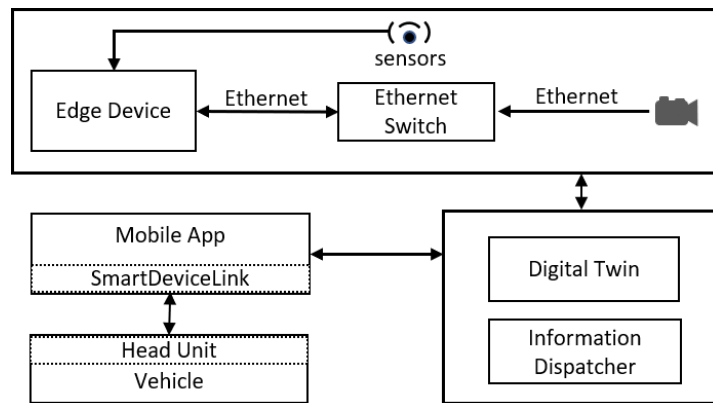 sensors
Edge Device
Ethernet
Ethernet
Switch
Ethernet
Mobile App
SmartDeviceLink
Head Unit
Vehicle
Digital Twin
Information
Dispatcher